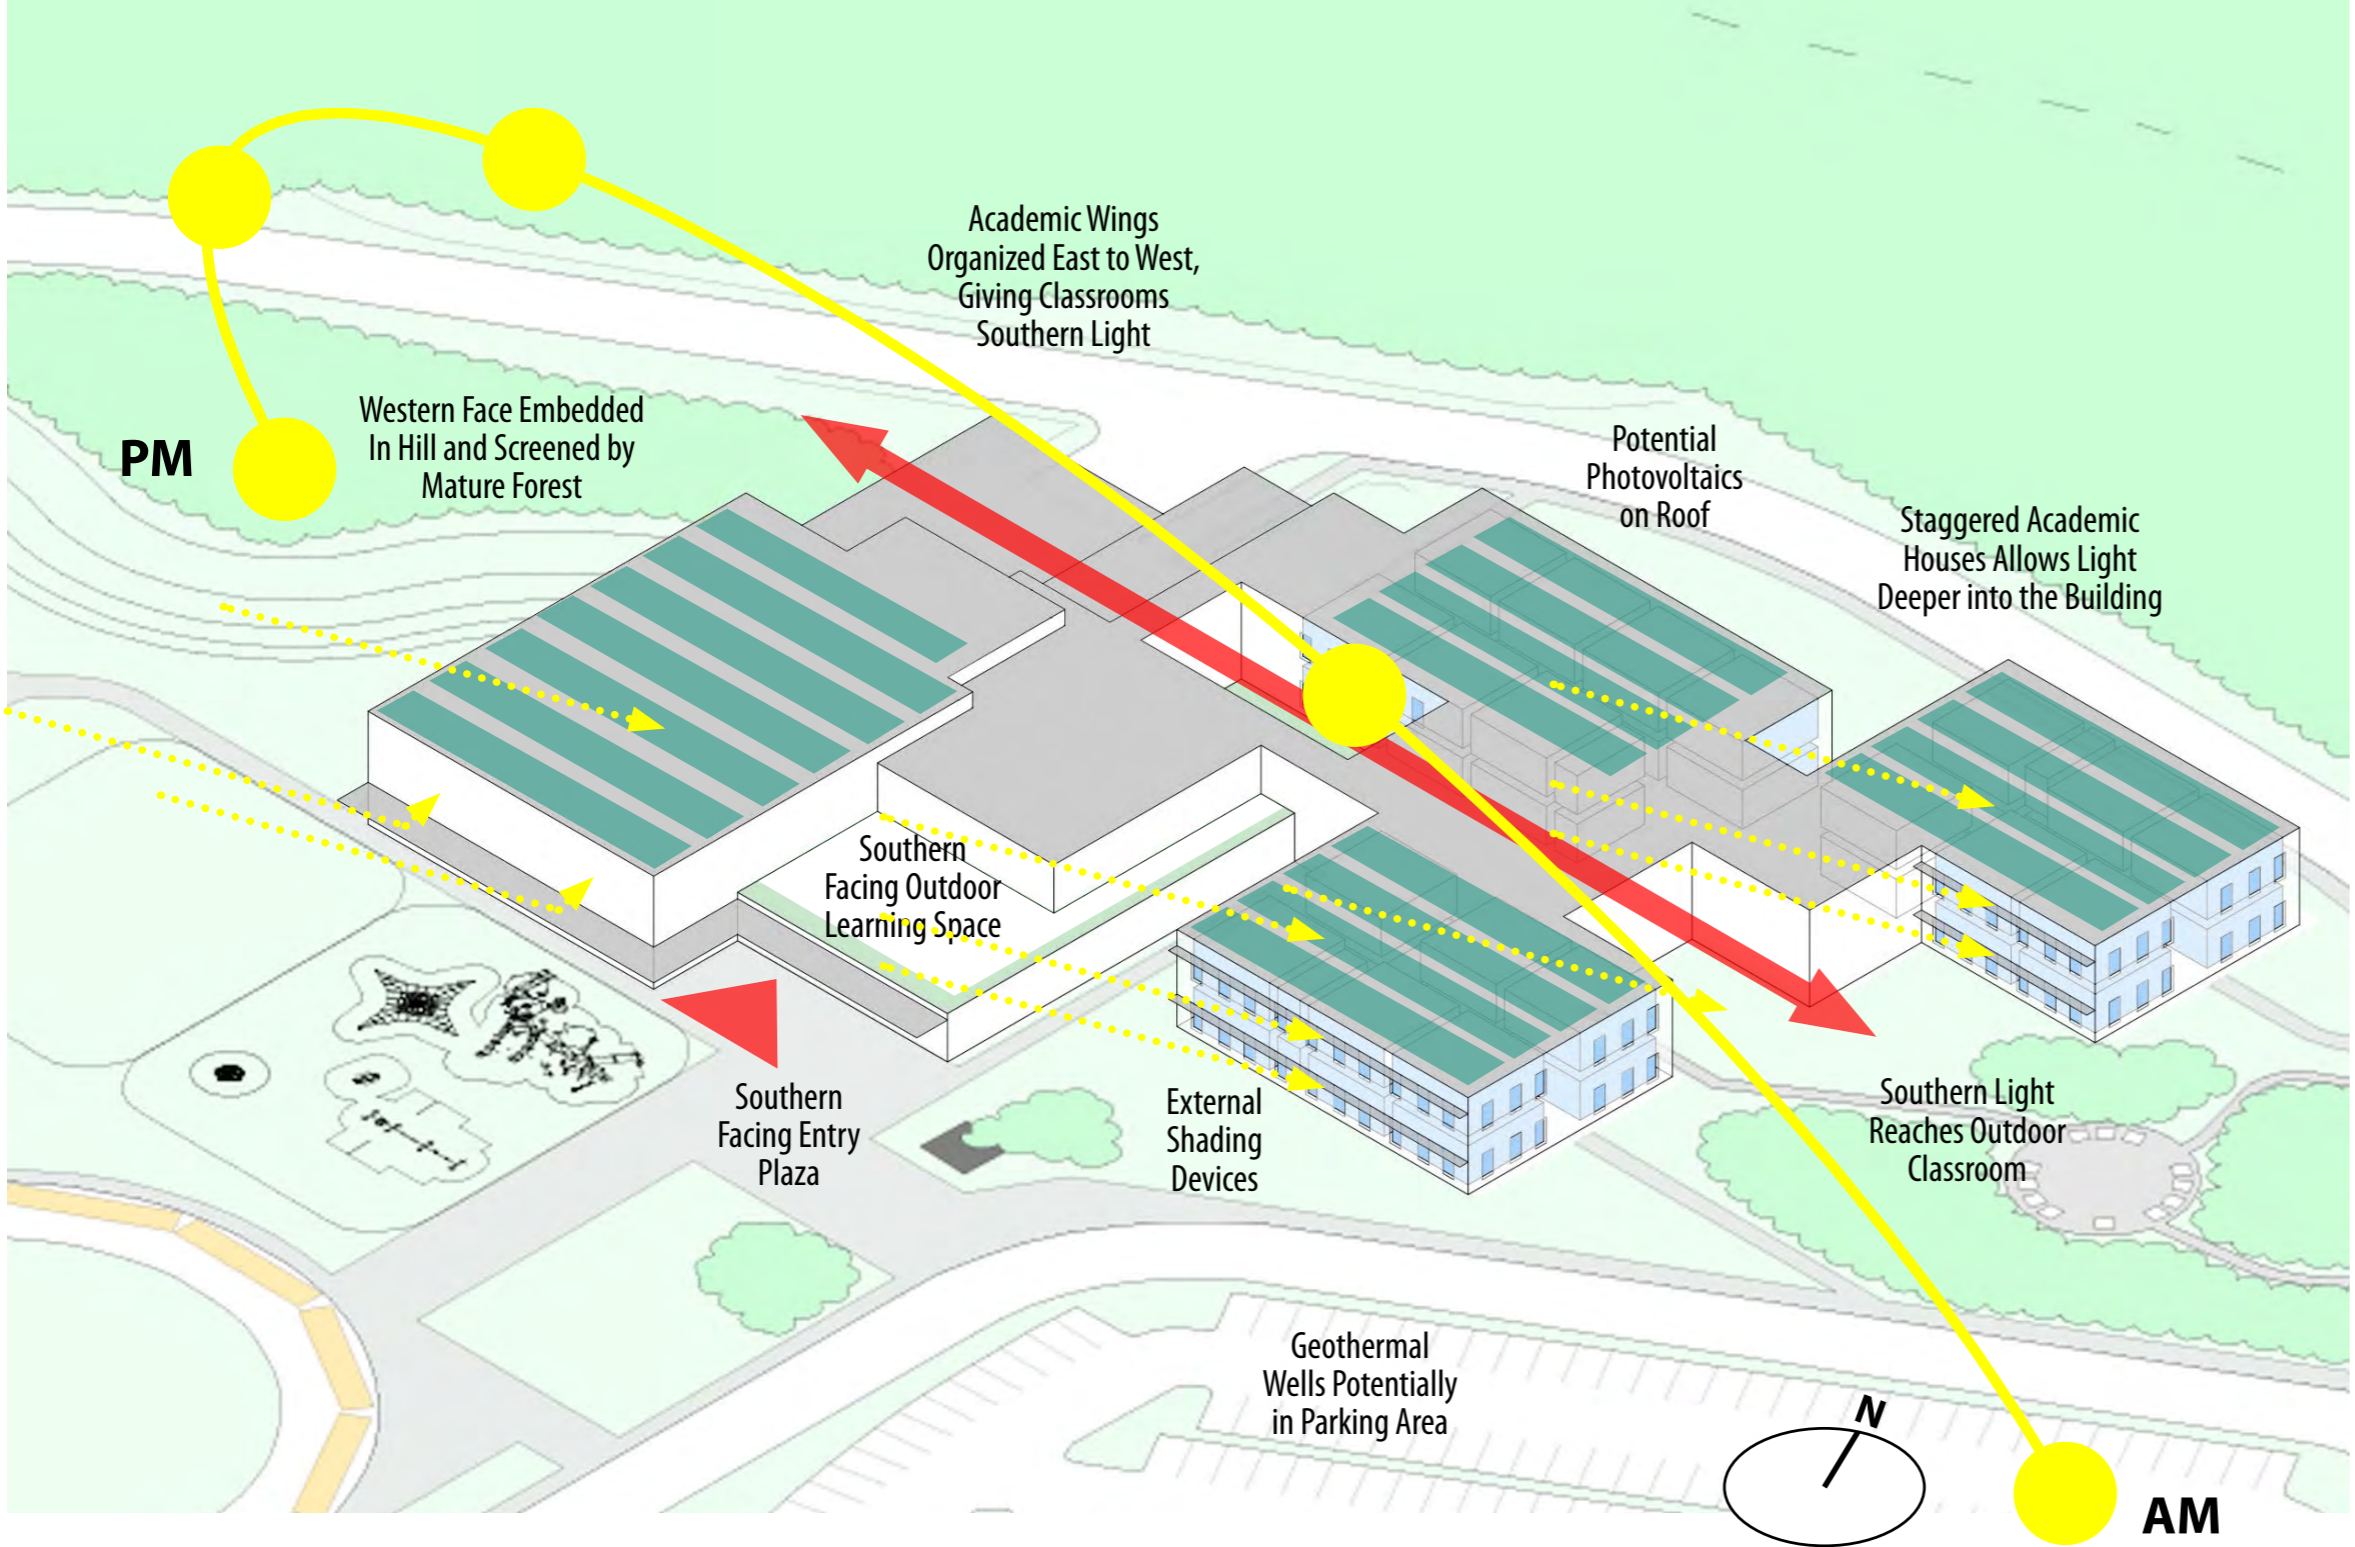 Academic Wings
Organized East to West,
Giving Classrooms
Southern Light
PM
Western Face Embedded
In Hill and Screened by
Mature Forest
Potential
Photovoltaics
on Roof
Staggered Academic
Houses Allows Light
Deeper into the Building
Southern
Facing Outdoor
Learning Space
Southern
Facing Entry
Plaza
External
Shading
Devices
Southern Light
Reaches Outdoor
Classroom
Geothermal
Wells Potentially
in Parking Area
N
AM